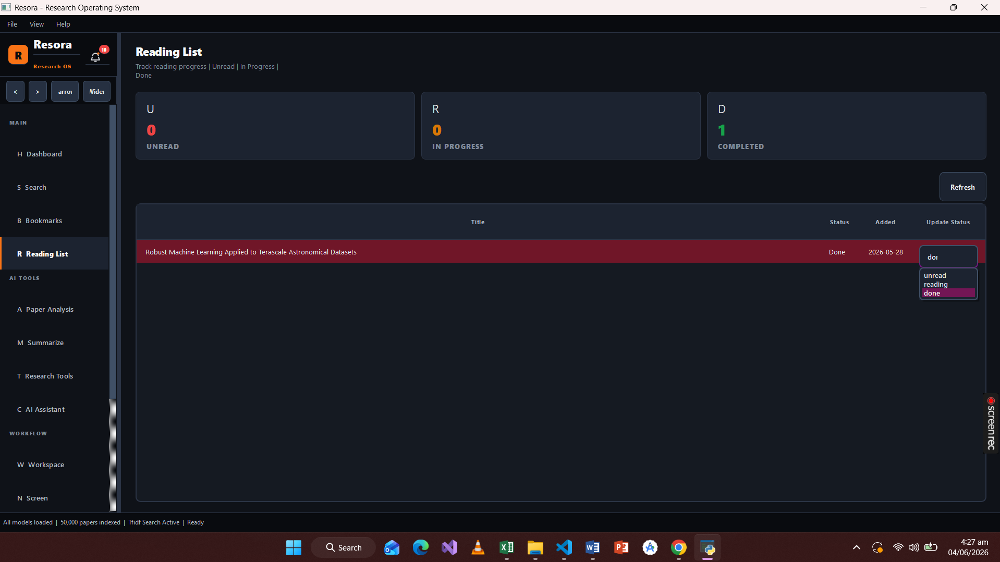 Resora - Research Operating System
File View Help
R
Resora
Research OS
10
< > arrov Wider
MAIN
H Dashboard
S Search
B Bookmarks
R Reading List
AI TOOLS
A Paper Analysis
M Summarize
T Research Tools
C AI Assistant
WORKFLOW
W Workspace
N Screen
Reading List
Track reading progress | Unread | In Progress |
Done
U
0
UNREAD
R
0
IN PROGRESS
D
1
COMPLETED
Refresh
Title Status Added Update Status
Robust Machine Learning Applied to Terascale Astronomical Datasets Done 2026-05-28
unread
reading
done
screenrec
All models loaded | 50,000 papers indexed | Tfidf Search Active | Ready
Search
4:27 am
04/06/2026